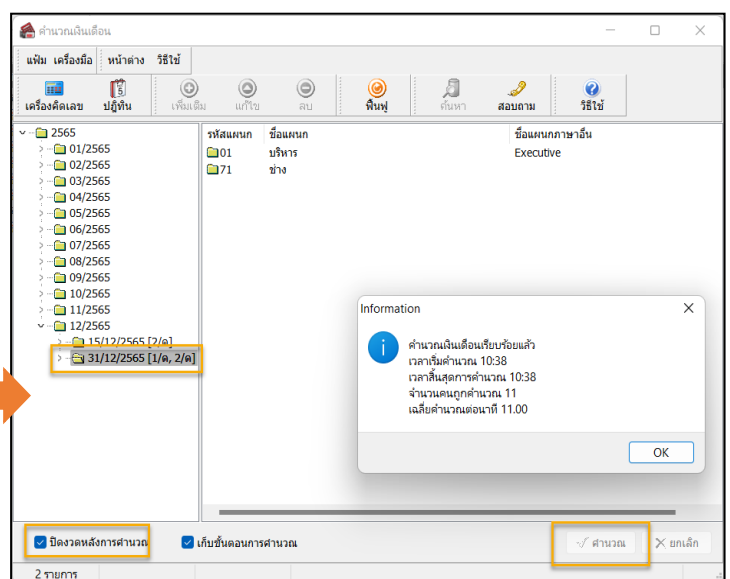 คำนวณเงินเดือน
แฟ้ม เครื่องมือ หน้าต่าง วิธีใช้
เครื่องคิดเลข ปฏิทิน เพิ่มเติม แก้ไข ลบ ฟื้นฟู ค้นหา สอบถาม วิธีใช้
2565
01/2565
02/2565
03/2565
04/2565
05/2565
06/2565
07/2565
08/2565
09/2565
10/2565
11/2565
12/2565
15/12/2565 [2/ด]
31/12/2565 [1/ด, 2/ด]
รหัสแผนก ชื่อแผนก ชื่อแผนกภาษาอื่น
01 บริหาร Executive
71 ช่าง
Information
คำนวณเงินเดือนเรียบร้อยแล้ว
เวลาเริ่มคำนวณ 10:38
เวลาสิ้นสุดการคำนวณ 10:38
จำนวนคนถูกคำนวณ 11
เฉลี่ยคำนวณต่อนาที 11.00
OK
ปิดงวดหลังการคำนวณ เก็บขั้นตอนการคำนวณ คำนวณ ยกเลิก
2 รายการ